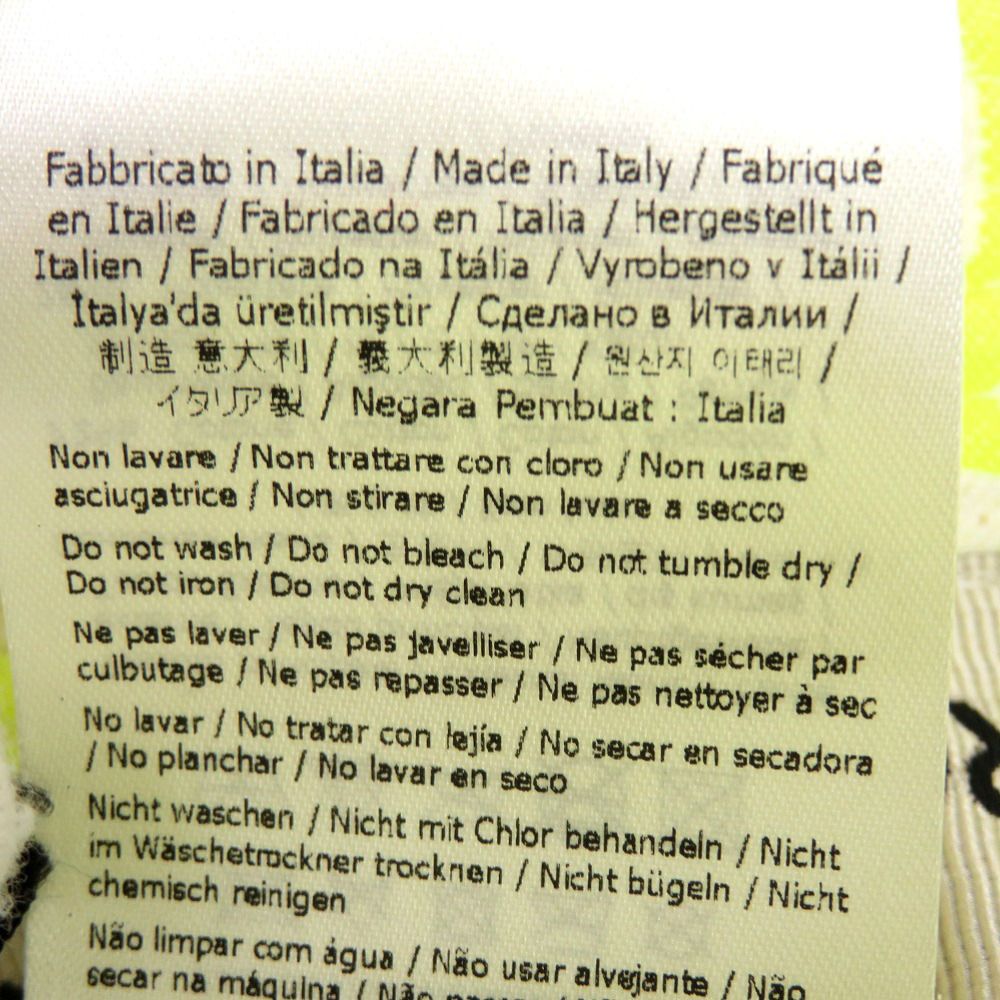 Fabbricato in Italia / Made in Italy / Fabriqué
en Italie / Fabricado en Italia / Hergestellt in
Italien / Fabricado na Itália / Vyrobeno v Itálii /
İtalya'da üretilmiştir / Сделано в Италии /
制造 意大利 / 義大利製造 / 원산지 이태리 /
イタリア製 / Negara Pembuat : Italia
Non lavare / Non trattare con cloro / Non usare
asciugatrice / Non stirare / Non lavare a secco
Do not wash / Do not bleach / Do not tumble dry /
Do not iron / Do not dry clean
Ne pas laver / Ne pas javelliser / Ne pas sécher par
culbutage / Ne pas repasser / Ne pas nettoyer à sec
No lavar / No tratar con lejía / No secar en secadora
/ No planchar / No lavar en seco
Nicht waschen / Nicht mit Chlor behandeln / Nicht
im Wäschetrockner trocknen / Nicht bügeln / Nicht
chemisch reinigen
Não limpar com água / Não usar alvejante / Não
secar na máquina / Não